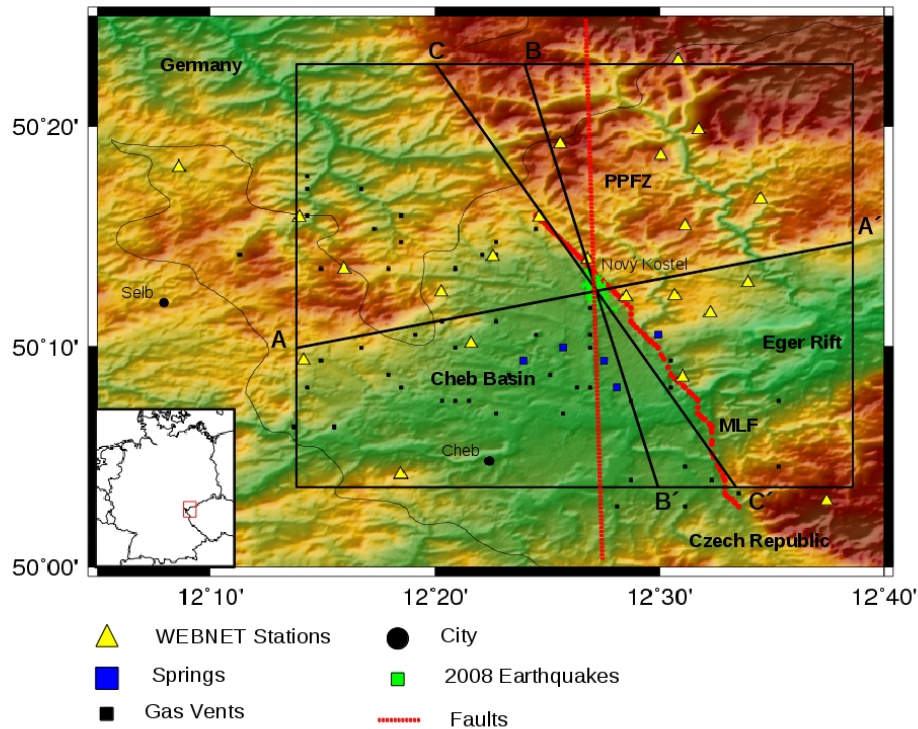 C
B
Germany
50°20'
PPFZ
A´
Nový Kostel
Selb
A
50°10'
Eger Rift
Cheb Basin
MLF
Cheb
B´
C´
Czech Republic
50°00'
12°10'
12°20'
12°30'
12°40'
WEBNET Stations
City
Springs
2008 Earthquakes
Gas Vents
Faults